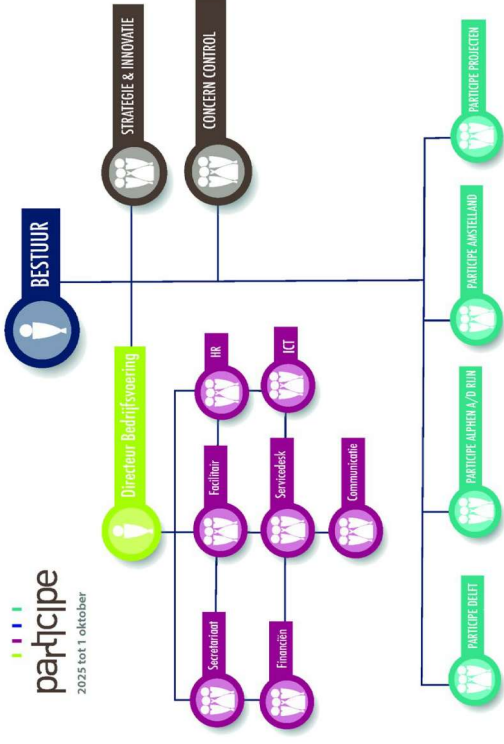 participe
2025 tot 1 oktober
BESTUUR
STRATEGIE & INNOVATIE
CONCERN CONTROL
Directeur Bedrijfsvoering
Secretariaat
Facilitair
HR
Financiën
Servicedesk
ICT
Communicatie
PARTICIPE DELFT
PARTICIPE ALPHEN A/D RIJN
PARTICIPE AMSTELLAND
PARTICIPE PROJECTEN